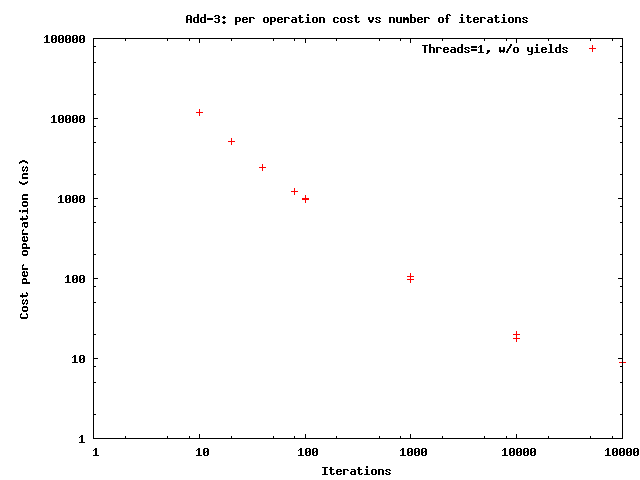 Add-3: per operation cost vs number of iterations
100000
Threads=1, w/o yields
10000
1000
Cost per operation (ns)
100
10
1
1 10 100 1000 10000 10000
Iterations